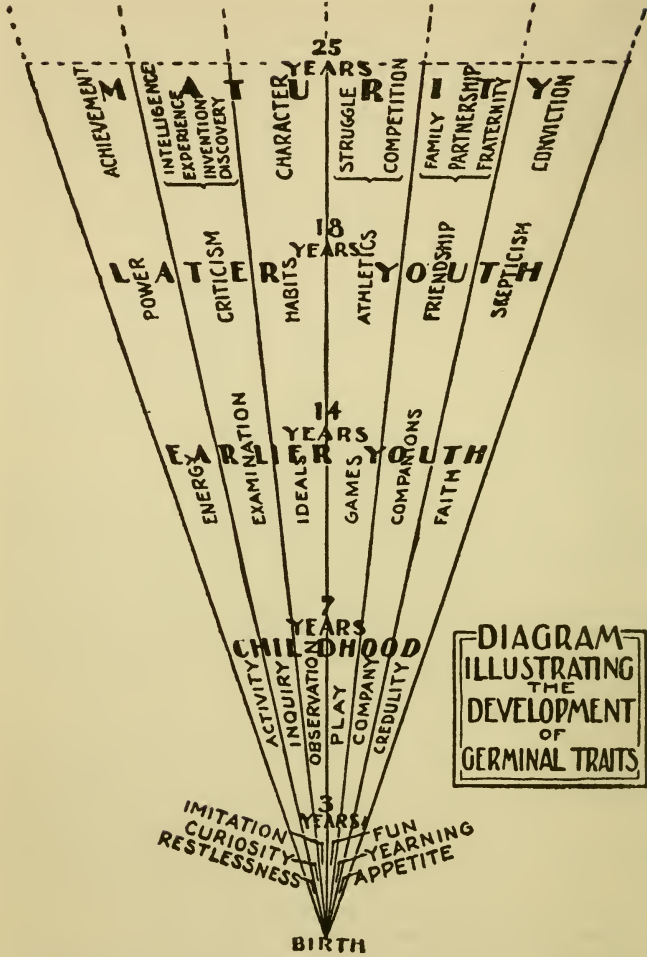 25
YEARS
MATURITY
ACHIEVEMENT
INTELLIGENCE
EXPERIENCE
INVENTION
DISCOVERY
CHARACTER
STRUGGLE
COMPETITION
FAMILY
PARTNERSHIP
FRATERNITY
CONVICTION
18
YEARS
LATER YOUTH
POWER
CRITICISM
HABITS
ATHLETICS
FRIENDSHIP
SKEPTICISM
14
YEARS
EARLIER YOUTH
ENERGY
EXAMINATION
IDEALS
GAMES
COMPANIONS
FAITH
7
YEARS
CHILDHOOD
ACTIVITY
INQUIRY
OBSERVATION
PLAY
COMPANY
CREDULITY
DIAGRAM
ILLUSTRATING
THE
DEVELOPMENT
OF
GERMINAL TRAITS
3
YEARS
IMITATION
CURIOSITY
RESTLESSNESS
FUN
YEARNING
APPETITE
BIRTH